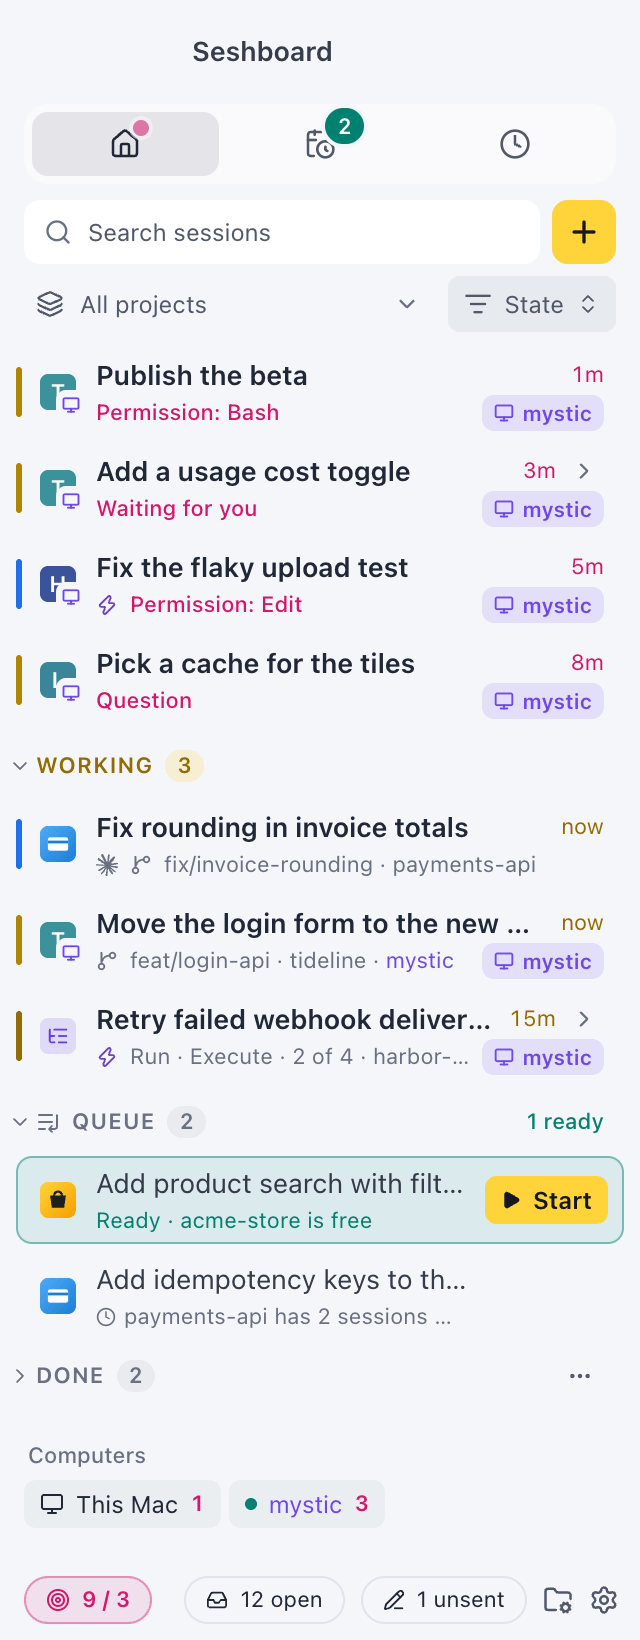 Seshboard
2
Search sessions
All projects
State
Publish the beta
1m
T
Permission: Bash
mystic
Add a usage cost toggle
3m
T
Waiting for you
mystic
Fix the flaky upload test
5m
H
Permission: Edit
mystic
Pick a cache for the tiles
8m
I
Question
mystic
WORKING 3
Fix rounding in invoice totals
now
fix/invoice-rounding · payments-api
Move the login form to the new ...
now
T
feat/login-api · tideline · mystic
mystic
Retry failed webhook deliver...
15m
Run · Execute · 2 of 4 · harbor-...
mystic
QUEUE 2
1 ready
Add product search with filt...
Start
Ready · acme-store is free
Add idempotency keys to th...
payments-api has 2 sessions ...
DONE 2
Computers
This Mac 1
mystic 3
9 / 3
12 open
1 unsent